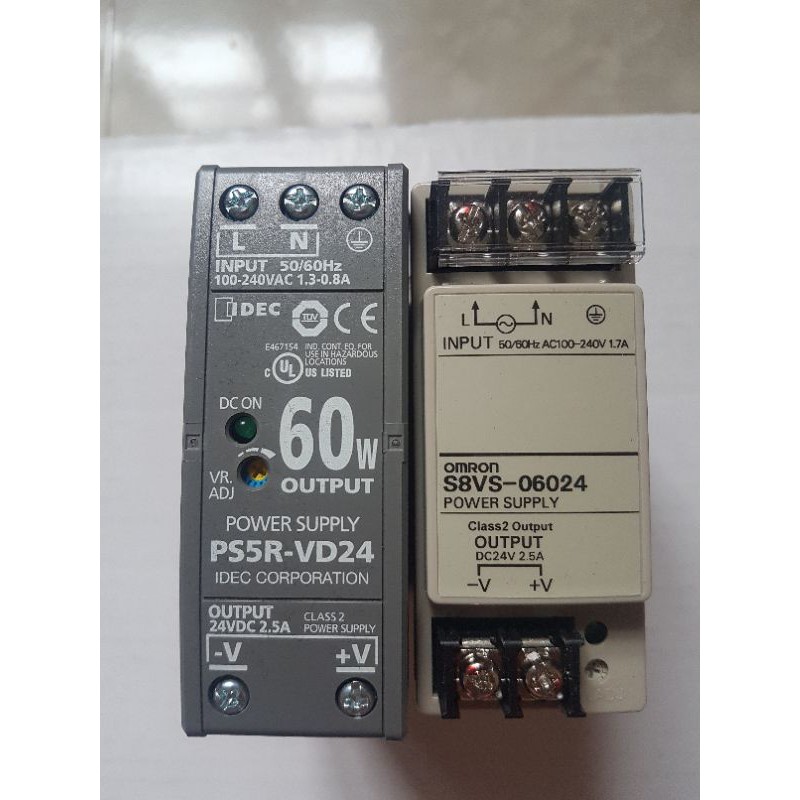 L N
INPUT 50/60Hz
100-240VAC 1.3-0.8A
IDEC
TÜV CE
E467154
IND. CONT. EQ. FOR
USE IN HAZARDOUS
LOCATIONS
C UL US LISTED
DC ON
60W
VR.
ADJ
OUTPUT
POWER SUPPLY
PS5R-VD24
IDEC CORPORATION
OUTPUT
24VDC 2.5A
CLASS 2
POWER SUPPLY
-V +V
L N
INPUT 50/60Hz AC100-240V 1.7A
OMRON
S8VS-06024
POWER SUPPLY
Class2 Output
OUTPUT
DC24V 2.5A
-V +V